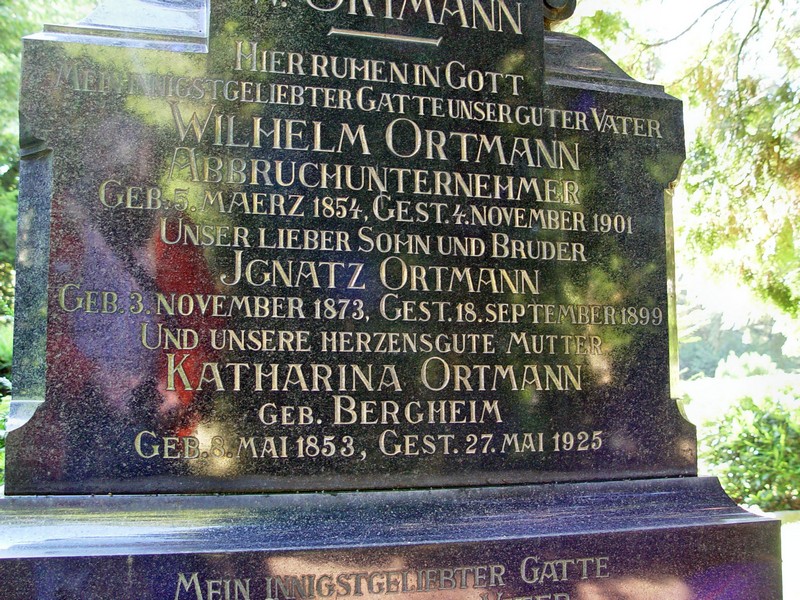 W. ORTMANN
HIER RUHEN IN GOTT
MEIN INNIGSTGELIEBTER GATTE UNSER GUTER VATER
WILHELM ORTMANN
ABBRUCHUNTERNEHMER
GEB. 5. MAERZ 1854, GEST. 4. NOVEMBER 1901
UNSER LIEBER SOHN UND BRUDER
JGNATZ ORTMANN
GEB. 3. NOVEMBER 1873, GEST. 18. SEPTEMBER 1899
UND UNSERE HERZENSGUTE MUTTER
KATHARINA ORTMANN
GEB. BERGHEIM
GEB. 8. MAI 1853, GEST. 27. MAI 1925
MEIN INNIGSTGELIEBTER GATTE
VATER